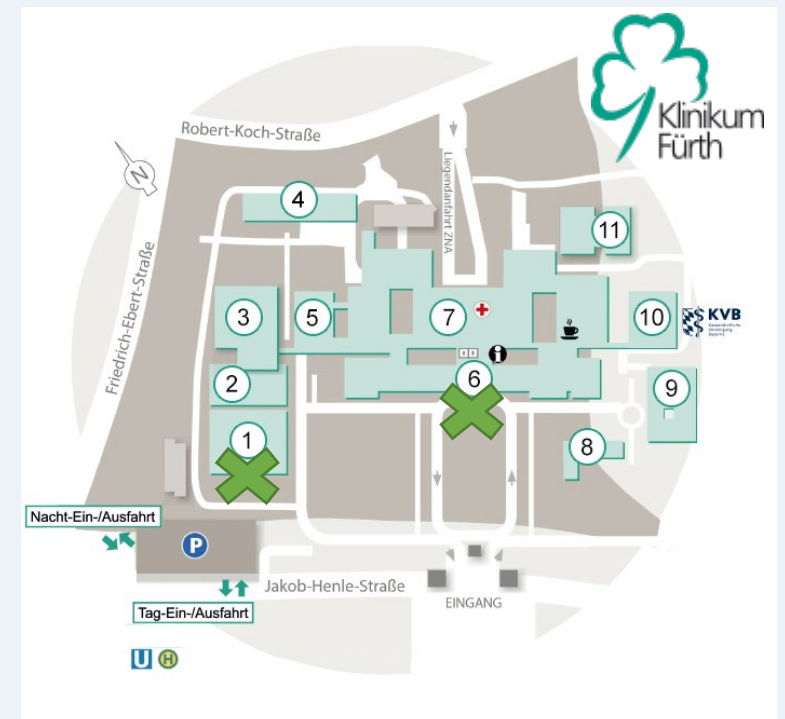 Klinikum
Fürth
Robert-Koch-Straße
N
Liegendanfahrt ZNA
Friedrich-Ebert-Straße
4
11
3
5
7
10
KVB
2
6
9
1
8
Nacht-Ein-/Ausfahrt
P
Jakob-Henle-Straße
EINGANG
Tag-Ein-/Ausfahrt
U H